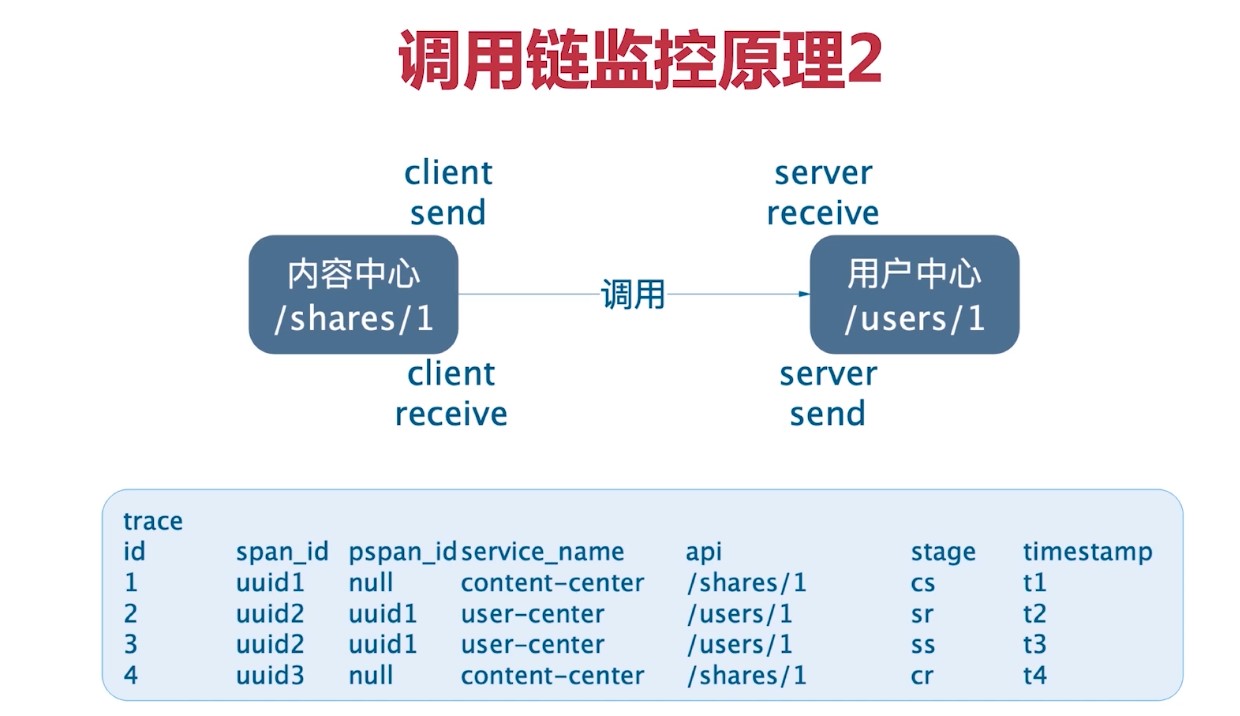 调用链监控原理2
client
send
server
receive
内容中心
/shares/1
调用
用户中心
/users/1
client
receive
server
send
trace
id span_id pspan_id service_name api stage timestamp
1 uuid1 null content-center /shares/1 cs t1
2 uuid2 uuid1 user-center /users/1 sr t2
3 uuid2 uuid1 user-center /users/1 ss t3
4 uuid3 null content-center /shares/1 cr t4